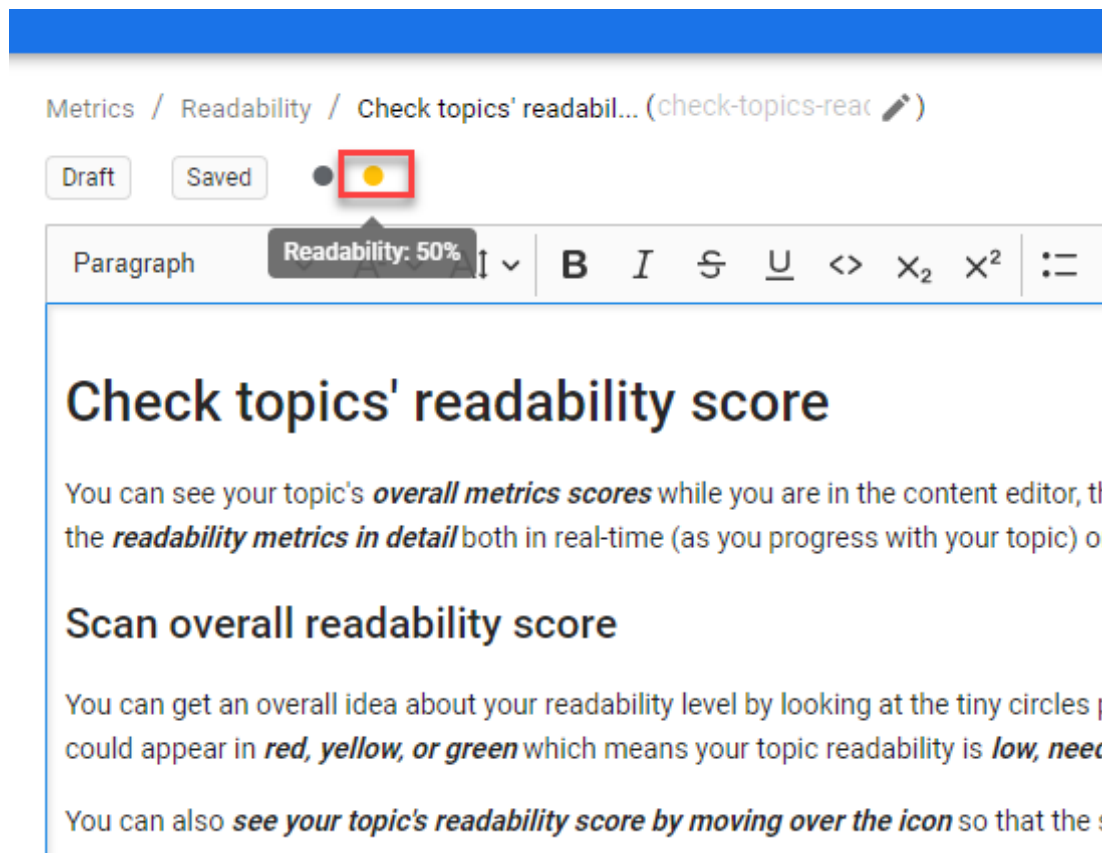 Metrics / Readability / Check topics' readabil... (check-topics-reac )
Draft Saved
Readability: 50%
Paragraph B I S U <> X₂ X²
Check topics' readability score
You can see your topic's overall metrics scores while you are in the content editor, th
the readability metrics in detail both in real-time (as you progress with your topic) o
Scan overall readability score
You can get an overall idea about your readability level by looking at the tiny circles p
could appear in red, yellow, or green which means your topic readability is low, need
You can also see your topic's readability score by moving over the icon so that the s